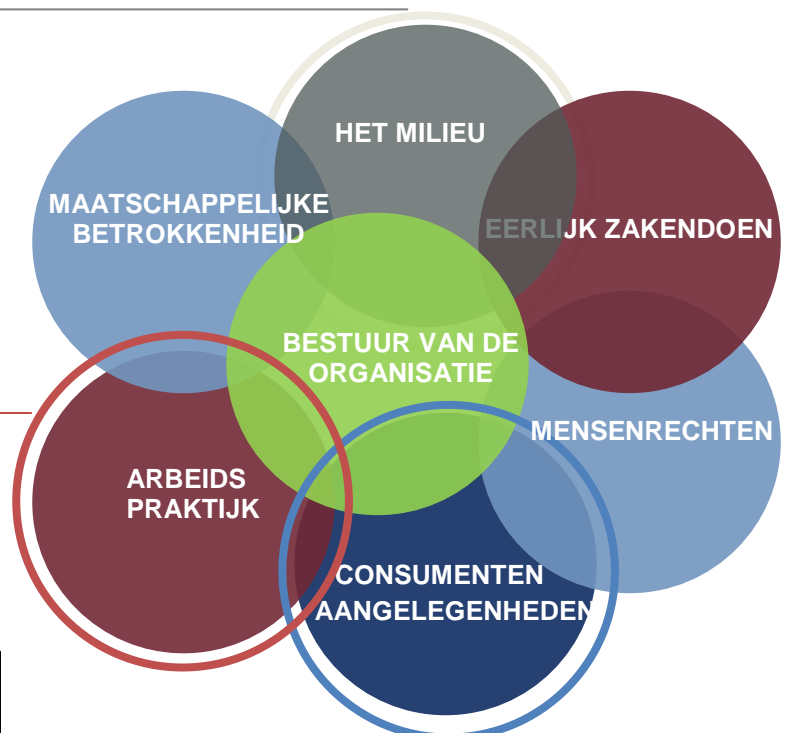 HET MILIEU
MAATSCHAPPELIJKE
BETROKKENHEID
EERLIJK ZAKENDOEN
BESTUUR VAN DE
ORGANISATIE
MENSENRECHTEN
ARBEIDS
PRAKTIJK
CONSUMENTEN
AANGELEGENHEDEN